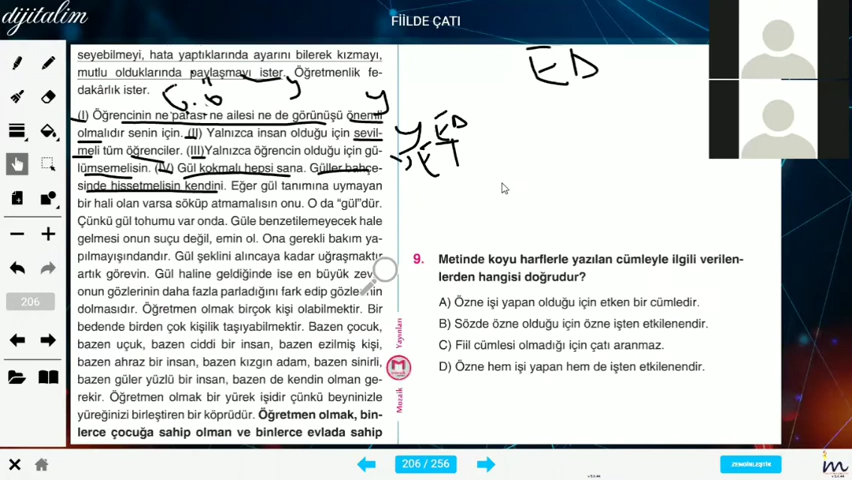 dijitalim
FİİLDE ÇATI
seyebilmeyi, hata yaptıklarında ayarını bilerek kızmayı,
mutlu olduklarında paylaşmayı ister. Öğretmenlik fe-
dakârlık ister.
(I) Öğrencinin ne parası ne ailesi ne de görünüşü önemli
olmalıdır senin için. (II) Yalnızca insan olduğu için sevil-
meli tüm öğrenciler. (III) Yalnızca öğrencin olduğu için gü-
lümsemelisin. (IV) Gül kokmalı hepsi sana. Güller bahçe-
sinde hissetmelisin kendini. Eğer gül tanımına uymayan
bir hali olan varsa söküp atmamalısın onu. O da “gül”dür.
Çünkü gül tohumu var onda. Güle benzetilemeyecek hale
gelmesi onun suçu değil, emin ol. Ona gerekli bakım ya-
pılmayışındandır. Gül şeklini alıncaya kadar uğraşmaktır
artık görevin. Gül haline geldiğinde ise en büyük
onun gözlerinin daha fazla parladığını fark edip
dolmasıdır. Öğretmen olmak birçok kişi olabilmektir. Bir
bedende birden çok kişilik taşıyabilmektir. Bazen çocuk,
bazen uçuk, bazen ciddi bir insan, bazen ezilmiş kişi,
bazen ahraz bir insan, bazen kızgın adam, bazen sinirli,
bazen güler yüzlü bir insan, bazen de kendin olman ge-
rekir. Öğretmen olmak bir yürek işidir çünkü beyninizle
yüreğinizi birleştiren bir köprüdür. Öğretmen olmak, bin-
lerce çocuğa sahip olman ve binlerce evlada sahip
G.Ö
y
y
y ED
ED
Mozaik Yayınları
9. Metinde koyu harflerle yazılan cümleyle ilgili verilen-
lerden hangisi doğrudur?
A) Özne işi yapan olduğu için etken bir cümledir.
B) Sözde özne olduğu için özne işten etkilenendir.
C) Fiil cümlesi olmadığı için çatı aranmaz.
D) Özne hem işi yapan hem de işten etkilenendir.
206
206 / 256
ZENGİNLEŞTİR